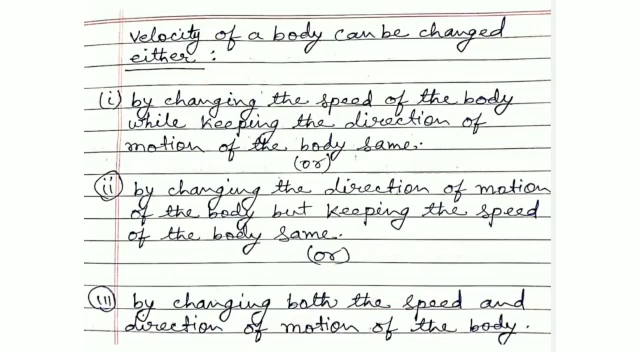 velocity of a body can be changed
either :
(i) by changing the speed of the body
while keeping the direction of
motion of the body same.
(or)
(ii) by changing the direction of motion
of the body but keeping the speed
of the body same.
(or)
(iii) by changing both the speed and
direction of motion of the body.